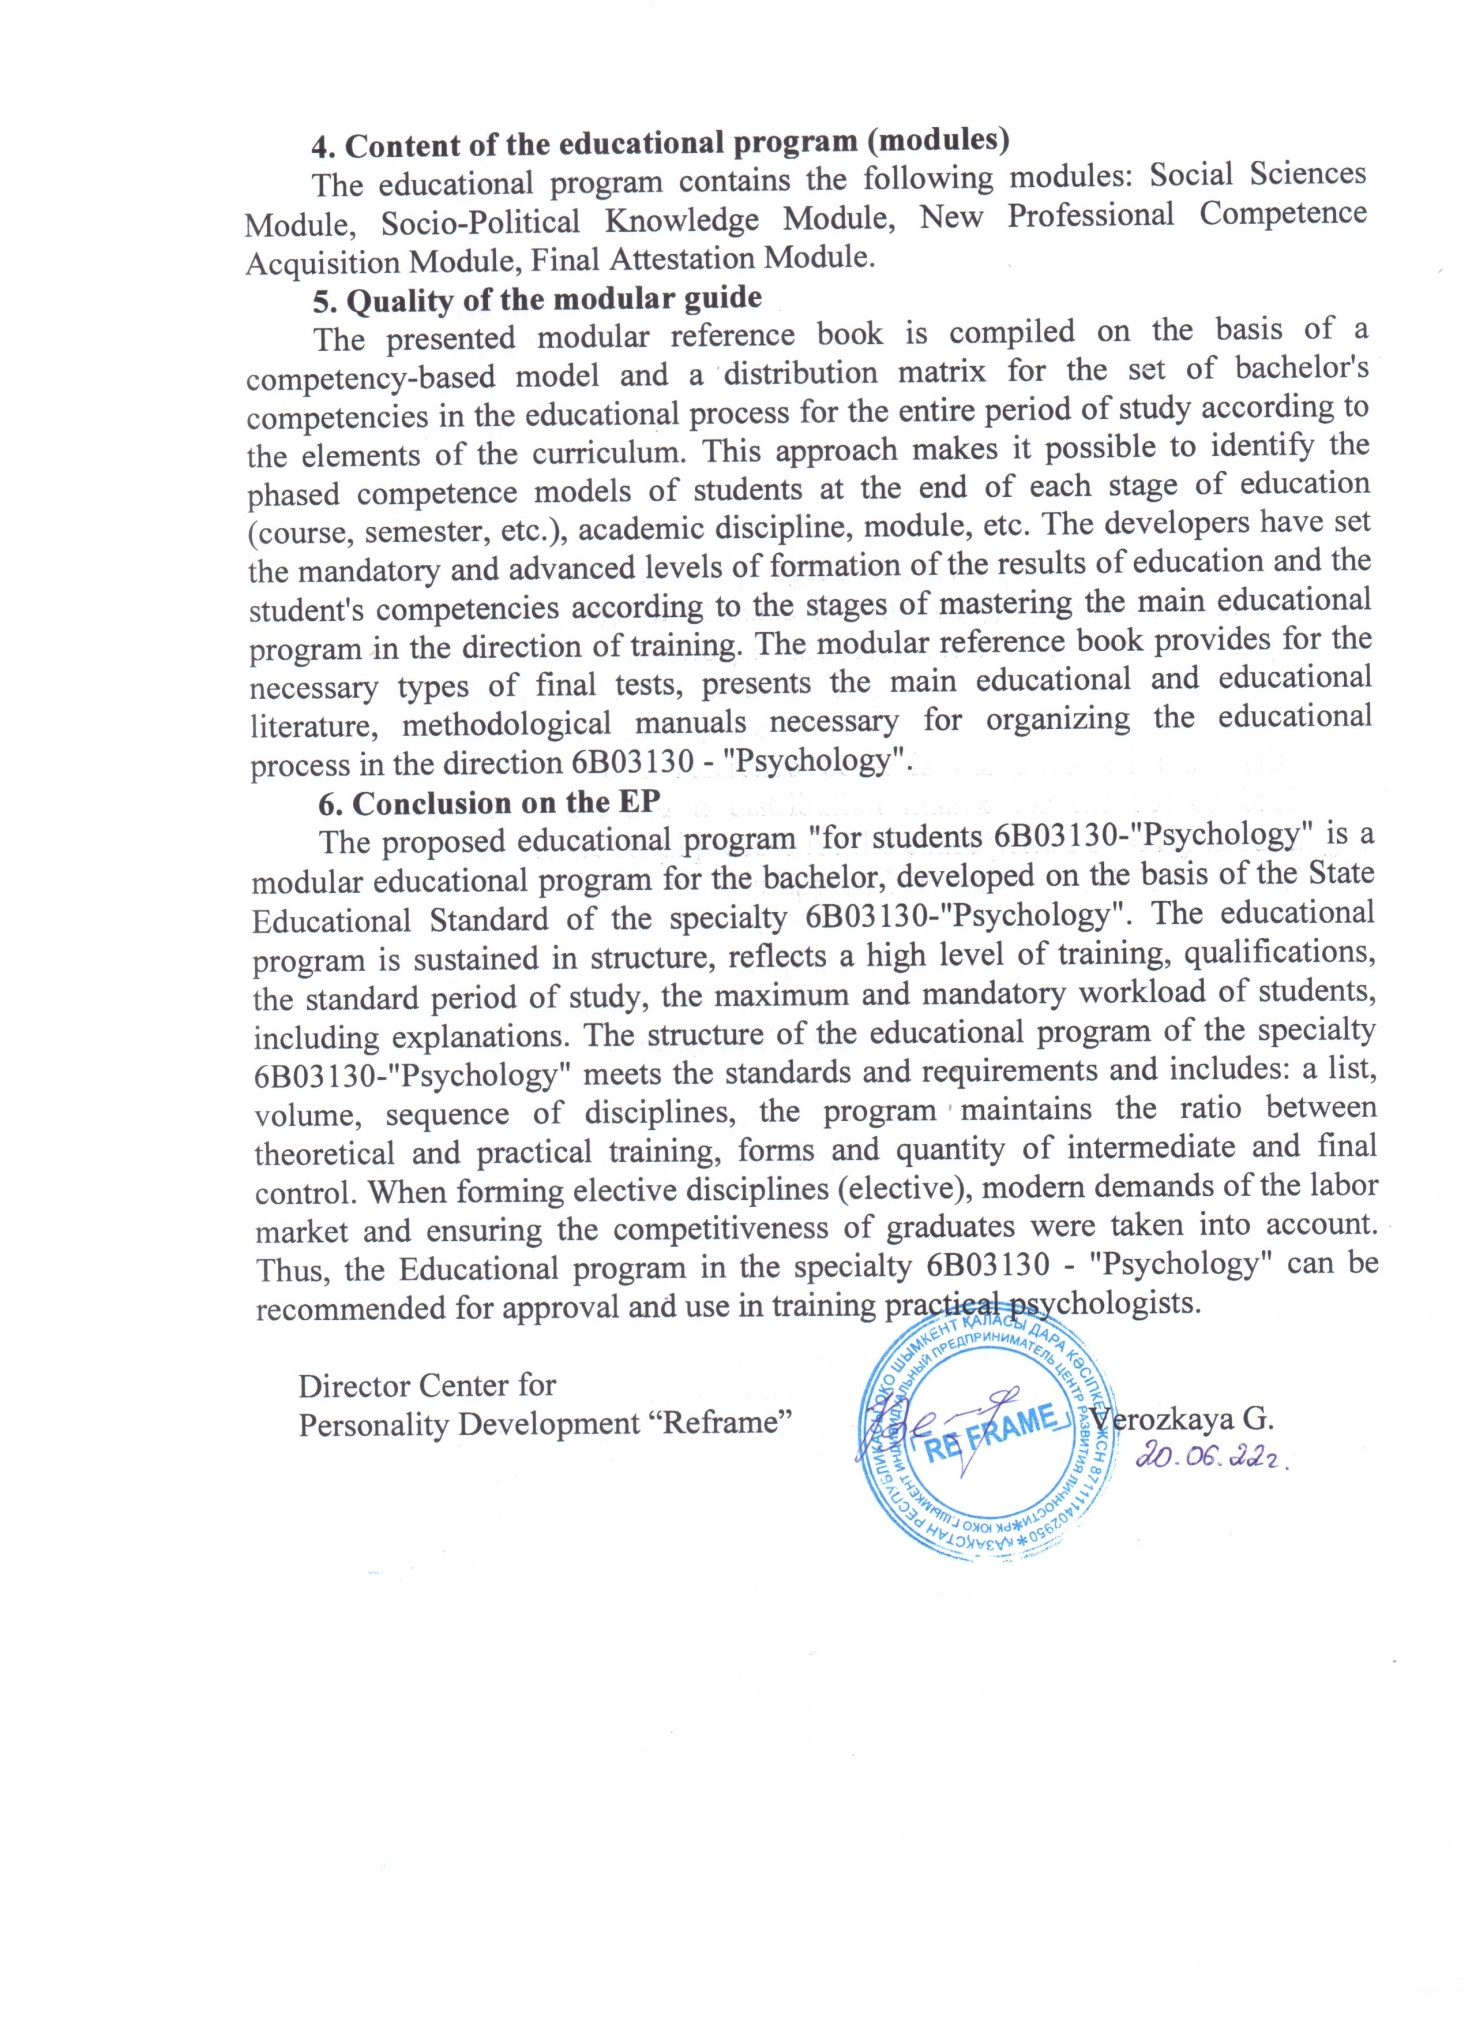 4. Content of the educational program (modules)
The educational program contains the following modules: Social Sciences
Module, Socio-Political Knowledge Module, New Professional Competence
Acquisition Module, Final Attestation Module.
5. Quality of the modular guide
The presented modular reference book is compiled on the basis of a
competency-based model and a distribution matrix for the set of bachelor's
competencies in the educational process for the entire period of study according to
the elements of the curriculum. This approach makes it possible to identify the
phased competence models of students at the end of each stage of education
(course, semester, etc.), academic discipline, module, etc. The developers have set
the mandatory and advanced levels of formation of the results of education and the
student's competencies according to the stages of mastering the main educational
program in the direction of training. The modular reference book provides for the
necessary types of final tests, presents the main educational and educational
literature, methodological manuals necessary for organizing the educational
process in the direction 6B03130 - "Psychology".
6. Conclusion on the EP
The proposed educational program "for students 6B03130-"Psychology" is a
modular educational program for the bachelor, developed on the basis of the State
Educational Standard of the specialty 6B03130-"Psychology". The educational
program is sustained in structure, reflects a high level of training, qualifications,
the standard period of study, the maximum and mandatory workload of students,
including explanations. The structure of the educational program of the specialty
6B03130-"Psychology" meets the standards and requirements and includes: a list,
volume, sequence of disciplines, the program maintains the ratio between
theoretical and practical training, forms and quantity of intermediate and final
control. When forming elective disciplines (elective), modern demands of the labor
market and ensuring the competitiveness of graduates were taken into account.
Thus, the Educational program in the specialty 6B03130 - "Psychology" can be
recommended for approval and use in training practical psychologists.
Director Center for
Personality Development “Reframe”
Verozkaya G.
20.06.22г.
ҚАЗАҚСТАН РЕСПУБЛИКАСЫ ОҚО ШЫМКЕНТ ҚАЛАСЫ ДАРА КӘСІПКЕР ЖСН 871111402950
РК ЮКО Г.ШЫМКЕНТ ИНДИВИДУАЛЬНЫЙ ПРЕДПРИНИМАТЕЛЬ ЦЕНТР РАЗВИТИЯ ЛИЧНОСТИ
RE FRAME